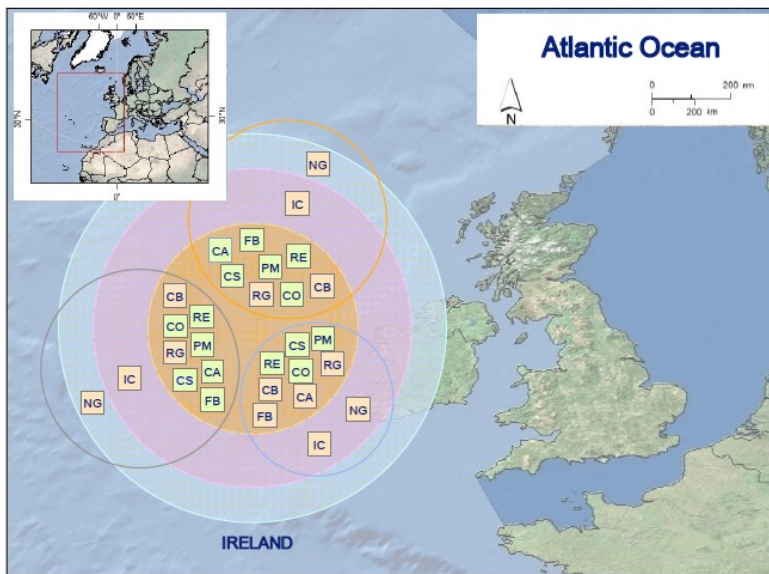 60°W 0° 60°E
30°N
30°N
0°
Atlantic Ocean
N
0 200 nm
0 200 km
NG
IC
FB
CA
RE
PM
CS
CB
RG
CO
CB
RE
CO
PM
RG
CA
CS
IC
FB
NG
PM
CS
RE
RG
CO
CB
CA
FB
NG
IC
IRELAND